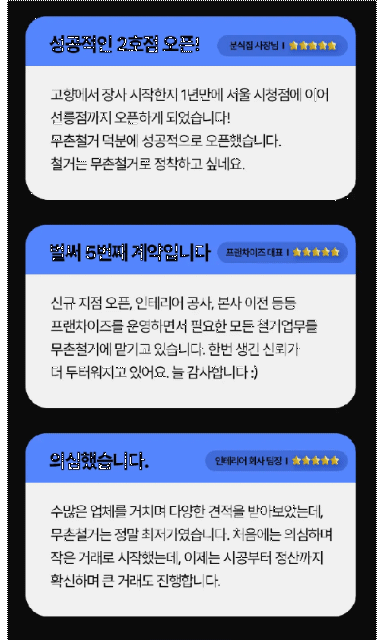 성공적인 2호점 오픈!
분식점 사장님 | ★★★★★
고향에서 장사 시작한지 1년만에 서울 시청점에 이어
선릉점까지 오픈하게 되었습니다!
무촌철거 덕분에 성공적으로 오픈했습니다.
철거는 무촌철거로 정착하고 싶네요.
벌써 5번째 계약입니다
프랜차이즈 대표 | ★★★★★
신규 지점 오픈, 인테리어 공사, 본사 이전 등등
프랜차이즈를 운영하면서 필요한 모든 철거업무를
무촌철거에 맡기고 있습니다. 한번 생긴 신뢰가
더 두터워지고 있어요. 늘 감사합니다 :)
의심했습니다.
인테리어 회사 팀장 | ★★★★★
수많은 업체를 거치며 다양한 견적을 받아보았는데,
무촌철거는 정말 최저가였습니다. 처음에는 의심하며
작은 거래로 시작했는데, 이제는 시공부터 정산까지
확신하며 큰 거래도 진행합니다.